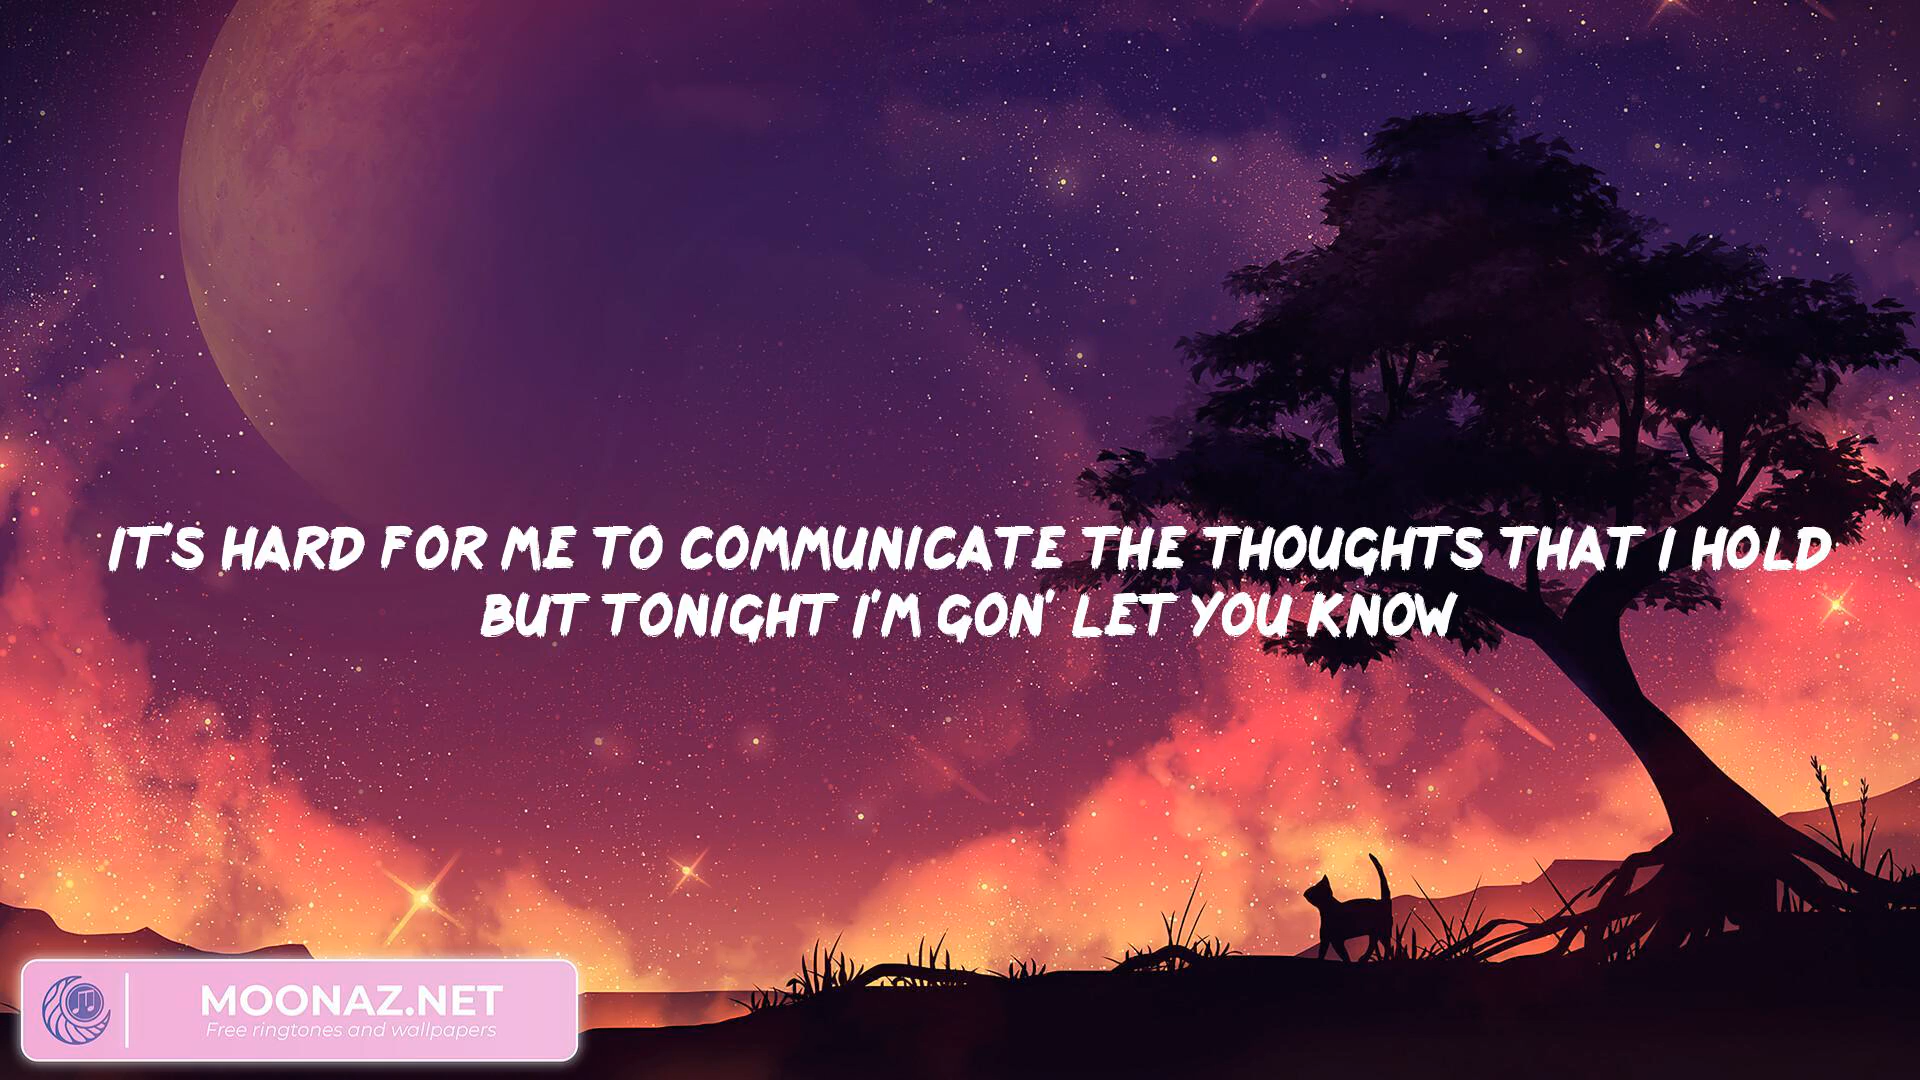 IT'S HARD FOR ME TO COMMUNICATE THE THOUGHTS THAT I HOLD
BUT TONIGHT I'M GON' LET YOU KNOW
MOONAZ.NET
Free ringtones and wallpapers